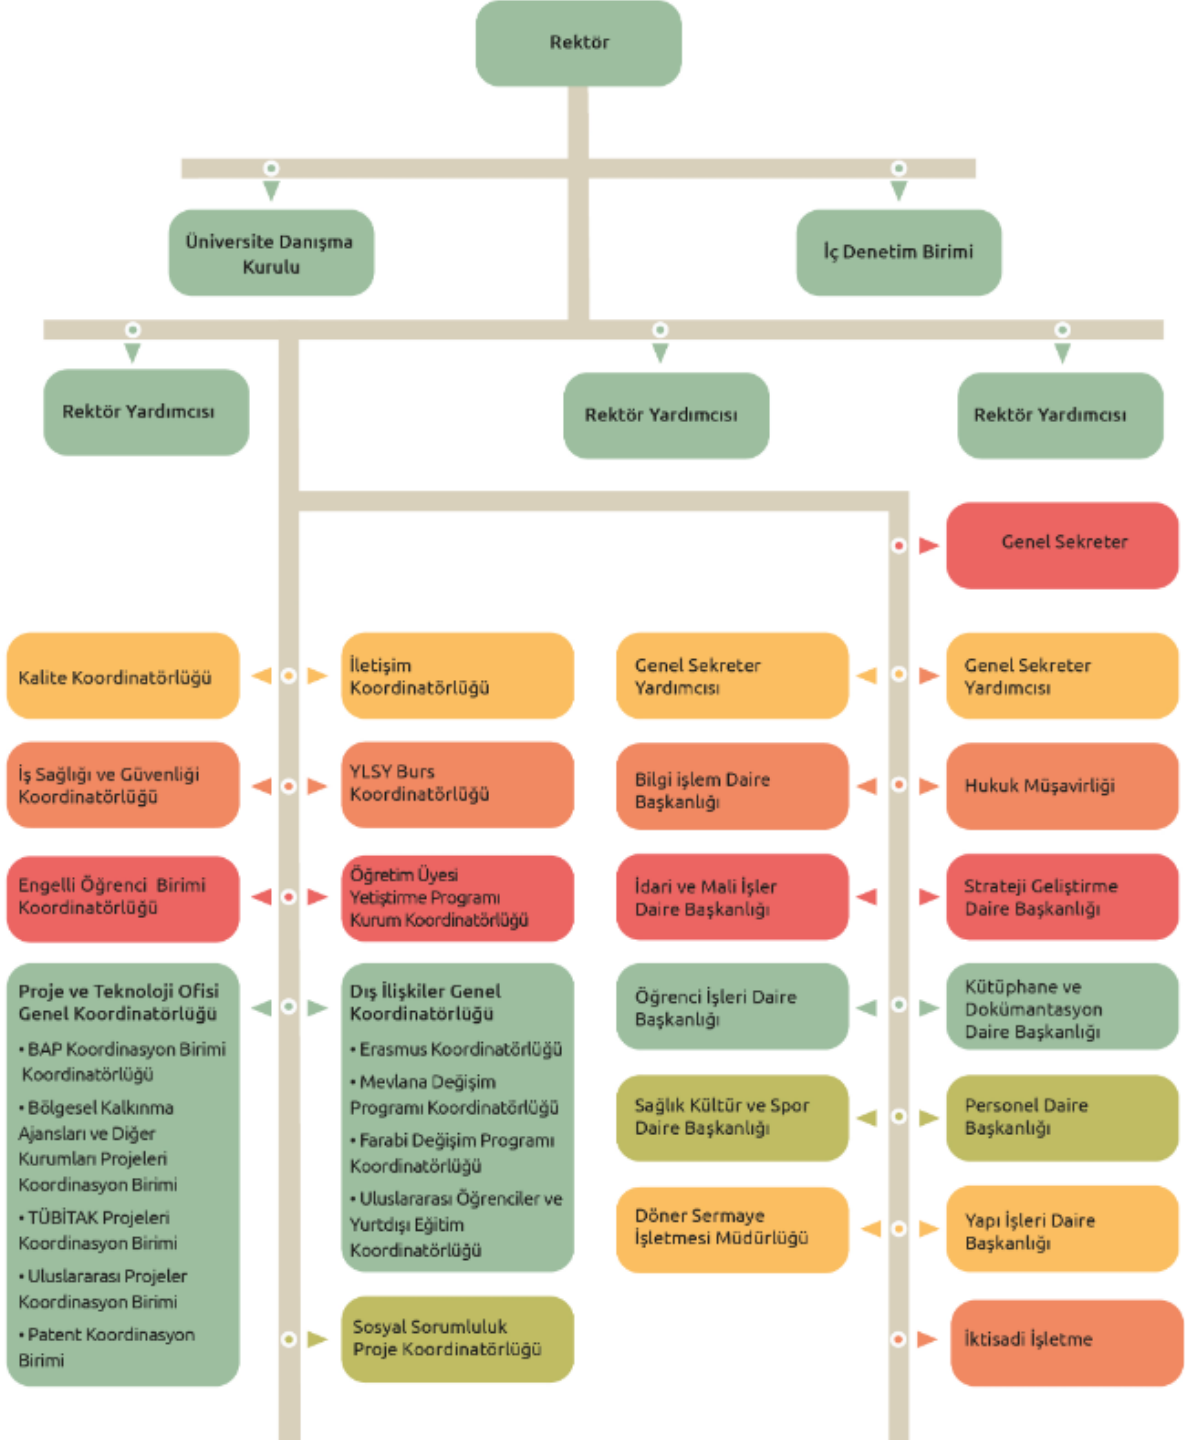 Rektör
Üniversite Danışma
Kurulu
İç Denetim Birimi
Rektör Yardımcısı
Rektör Yardımcısı
Rektör Yardımcısı
Genel Sekreter
Kalite Koordinatörlüğü
İletişim
Koordinatörlüğü
Genel Sekreter
Yardımcısı
Genel Sekreter
Yardımcısı
İş Sağlığı ve Güvenliği
Koordinatörlüğü
YLSY Burs
Koordinatörlüğü
Bilgi işlem Daire
Başkanlığı
Hukuk Müşavirliği
Engelli Öğrenci Birimi
Koordinatörlüğü
Öğretim Üyesi
Yetiştirme Programı
Kurum Koordinatörlüğü
İdari ve Mali İşler
Daire Başkanlığı
Strateji Geliştirme
Daire Başkanlığı
Proje ve Teknoloji Ofisi
Genel Koordinatörlüğü
• BAP Koordinasyon Birimi
Koordinatörlüğü
• Bölgesel Kalkınma
Ajansları ve Diğer
Kurumları Projeleri
Koordinasyon Birimi
• TÜBİTAK Projeleri
Koordinasyon Birimi
• Uluslararası Projeler
Koordinasyon Birimi
• Patent Koordinasyon
Birimi
Dış İlişkiler Genel
Koordinatörlüğü
• Erasmus Koordinatörlüğü
• Mevlana Değişim
Programı Koordinatörlüğü
• Farabi Değişim Programı
Koordinatörlüğü
• Uluslararası Öğrenciler ve
Yurtdışı Eğitim
Koordinatörlüğü
Öğrenci İşleri Daire
Başkanlığı
Kütüphane ve
Dokümantasyon
Daire Başkanlığı
Sağlık Kültür ve Spor
Daire Başkanlığı
Personel Daire
Başkanlığı
Döner Sermaye
İşletmesi Müdürlüğü
Yapı İşleri Daire
Başkanlığı
Sosyal Sorumluluk
Proje Koordinatörlüğü
İktisadi İşletme